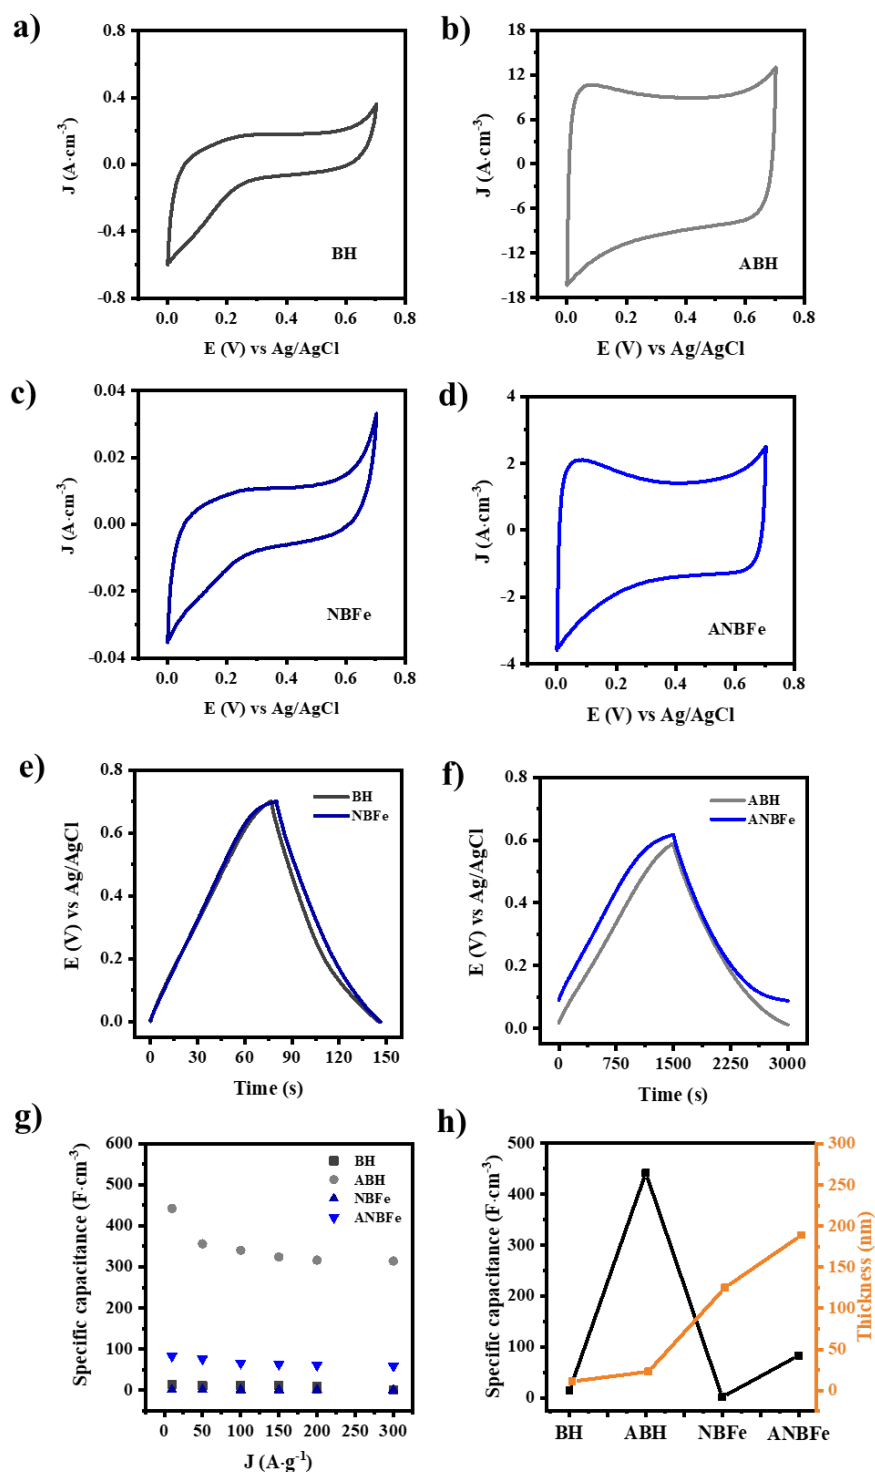 a)
0.8
0.4
0.0
-0.4
-0.8
J (A·cm⁻³)
BH
0.0 0.2 0.4 0.6 0.8
E (V) vs Ag/AgCl
b)
18
12
6
0
-6
-12
-18
J (A·cm⁻³)
ABH
0.0 0.2 0.4 0.6 0.8
E (V) vs Ag/AgCl
c)
0.04
0.02
0.00
-0.02
-0.04
J (A·cm⁻³)
NBFe
0.0 0.2 0.4 0.6 0.8
E (V) vs Ag/AgCl
d)
4
2
0
-2
-4
J (A·cm⁻³)
ANBFe
0.0 0.2 0.4 0.6 0.8
E (V) vs Ag/AgCl
e)
0.8
0.6
0.4
0.2
0.0
E (V) vs Ag/AgCl
BH
NBFe
0 30 60 90 120 150
Time (s)
f)
0.8
0.6
0.4
0.2
0.0
E (V) vs Ag/AgCl
ABH
ANBFe
0 750 1500 2250 3000
Time (s)
g)
600
500
400
300
200
100
0
Specific capacitance (F·cm⁻³)
BH
ABH
NBFe
ANBFe
0 50 100 150 200 250 300
J (A·g⁻¹)
h)
500
400
300
200
100
0
Specific capacitance (F·cm⁻³)
300
250
200
150
100
50
0
Thickness (nm)
BH ABH NBFe ANBFe